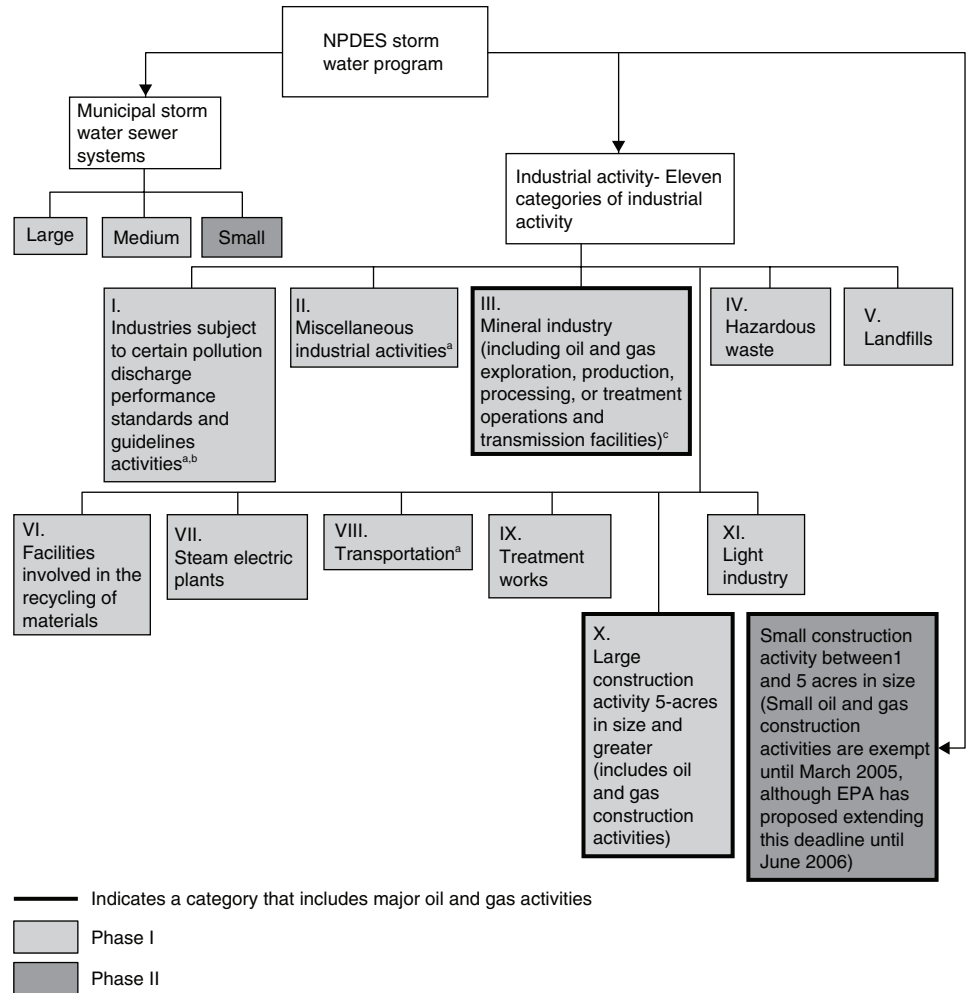 NPDES storm
water program
Municipal storm
water sewer
systems
Large
Medium
Small
Industrial activity- Eleven
categories of industrial
activity
I.
Industries subject
to certain pollution
discharge
performance
standards and
guidelines
activitiesa,b
II.
Miscellaneous
industrial activitiesa
III.
Mineral industry
(including oil and gas
exploration, production,
processing, or treatment
operations and
transmission facilities)c
IV.
Hazardous
waste
V.
Landfills
VI.
Facilities
involved in the
recycling of
materials
VII.
Steam electric
plants
VIII.
Transportationa
IX.
Treatment
works
XI.
Light
industry
X.
Large
construction
activity 5-acres
in size and
greater
(includes oil
and gas
construction
activities)
Small construction
activity between1
and 5 acres in size
(Small oil and gas
construction
activities are exempt
until March 2005,
although EPA has
proposed extending
this deadline until
June 2006)
Indicates a category that includes major oil and gas activities
Phase I
Phase II